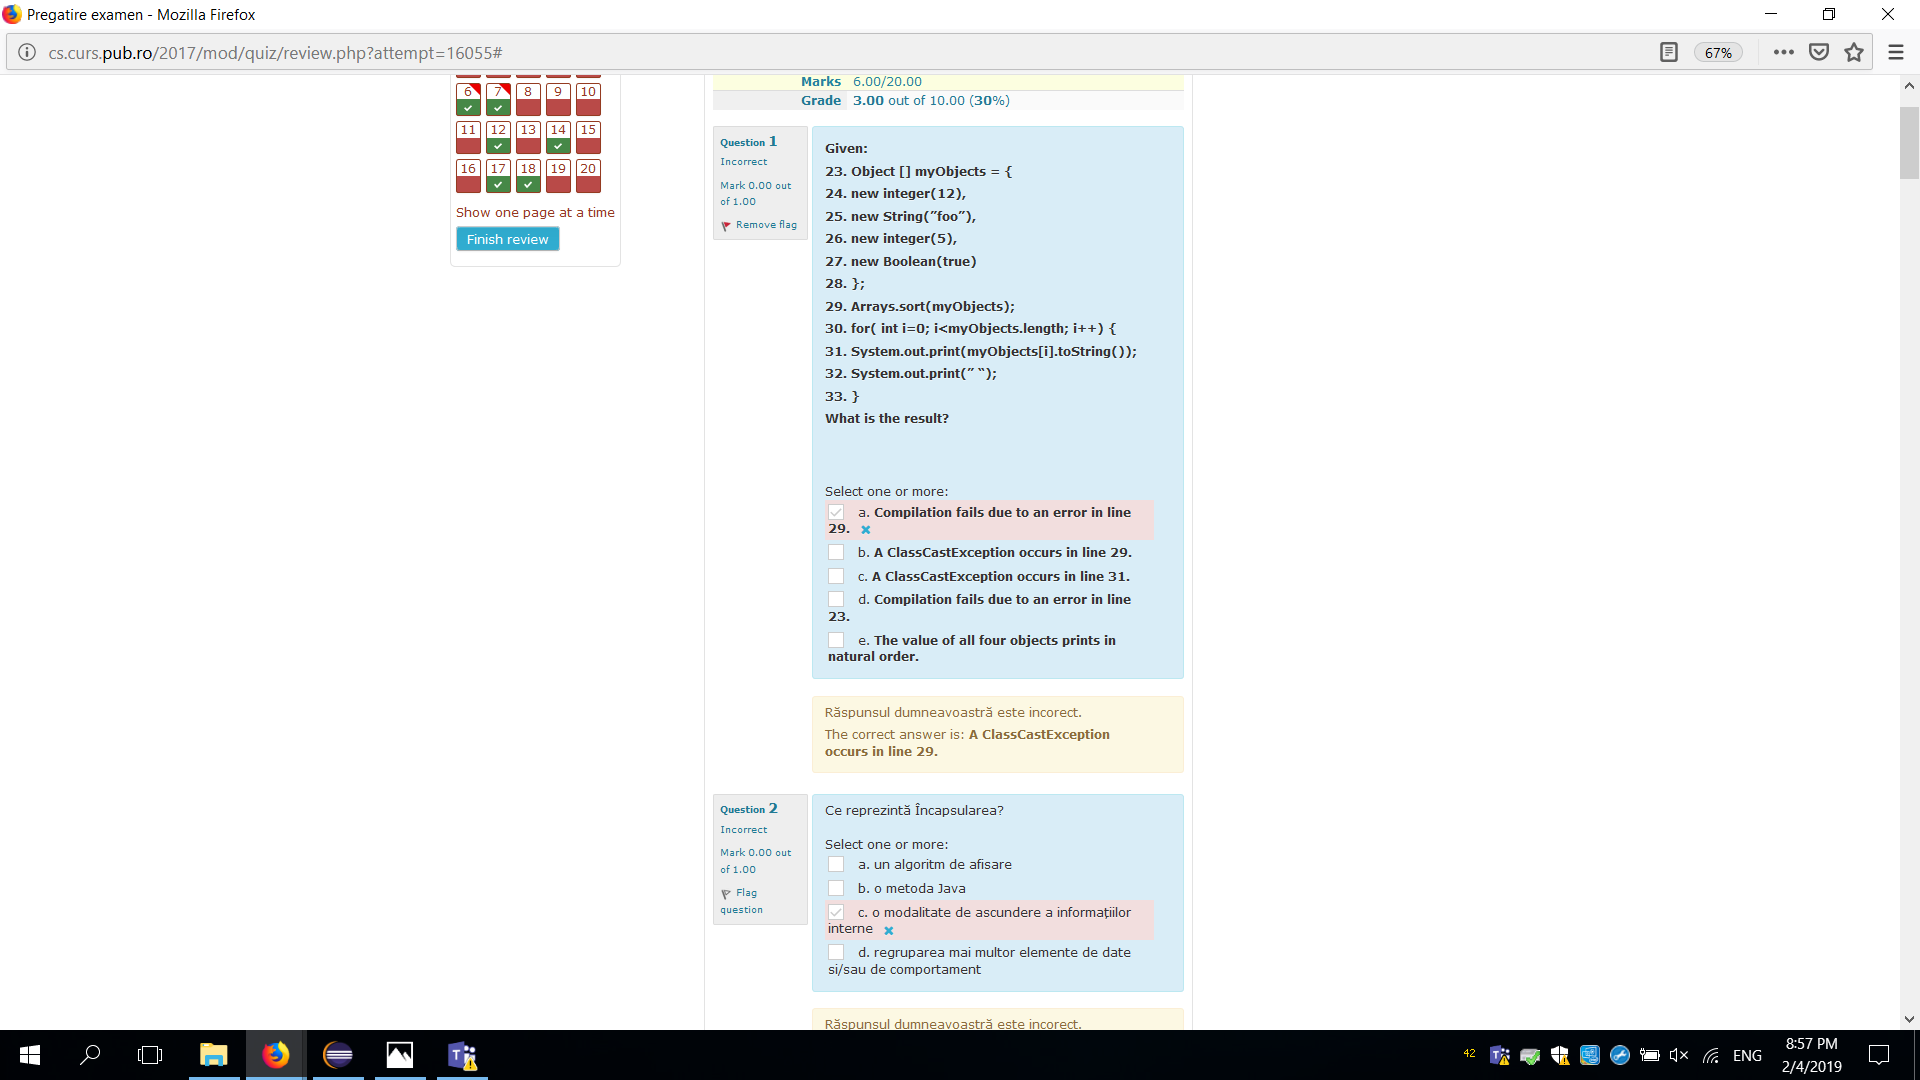 Pregatire examen - Mozilla Firefox
cs.curs.pub.ro/2017/mod/quiz/review.php?attempt=16055#
67%
6 7 8 9 10
11 12 13 14 15
16 17 18 19 20
Show one page at a time
Finish review
Marks 6.00/20.00
Grade 3.00 out of 10.00 (30%)
Question 1
Incorrect
Mark 0.00 out
of 1.00
Remove flag
Given:
23. Object [] myObjects = {
24. new integer(12),
25. new String(”foo”),
26. new integer(5),
27. new Boolean(true)
28. };
29. Arrays.sort(myObjects);
30. for( int i=0; i<myObjects.length; i++) {
31. System.out.print(myObjects[i].toString());
32. System.out.print(” “);
33. }
What is the result?
Select one or more:
a. Compilation fails due to an error in line
29.
b. A ClassCastException occurs in line 29.
c. A ClassCastException occurs in line 31.
d. Compilation fails due to an error in line
23.
e. The value of all four objects prints in
natural order.
Răspunsul dumneavoastră este incorect.
The correct answer is: A ClassCastException
occurs in line 29.
Question 2
Incorrect
Mark 0.00 out
of 1.00
Flag
question
Ce reprezintă Încapsularea?
Select one or more:
a. un algoritm de afisare
b. o metoda Java
c. o modalitate de ascundere a informațiilor
interne
d. regruparea mai multor elemente de date
si/sau de comportament
Răspunsul dumneavoastră este incorect.
42
ENG
8:57 PM
2/4/2019